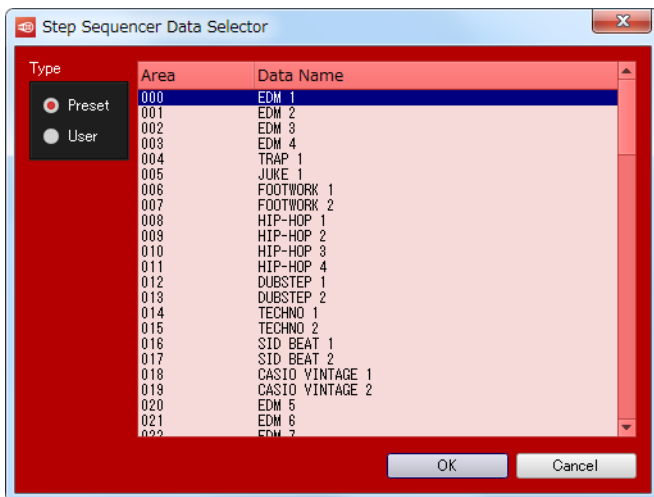 Step Sequencer Data Selector
Type
Preset
User
Area Data Name
000 EDM 1
001 EDM 2
002 EDM 3
003 EDM 4
004 TRAP 1
005 JUKE 1
006 FOOTWORK 1
007 FOOTWORK 2
008 HIP-HOP 1
009 HIP-HOP 2
010 HIP-HOP 3
011 HIP-HOP 4
012 DUBSTEP 1
013 DUBSTEP 2
014 TECHNO 1
015 TECHNO 2
016 SID BEAT 1
017 SID BEAT 2
018 CASIO VINTAGE 1
019 CASIO VINTAGE 2
020 EDM 5
021 EDM 6
022 EDM 7
OK Cancel